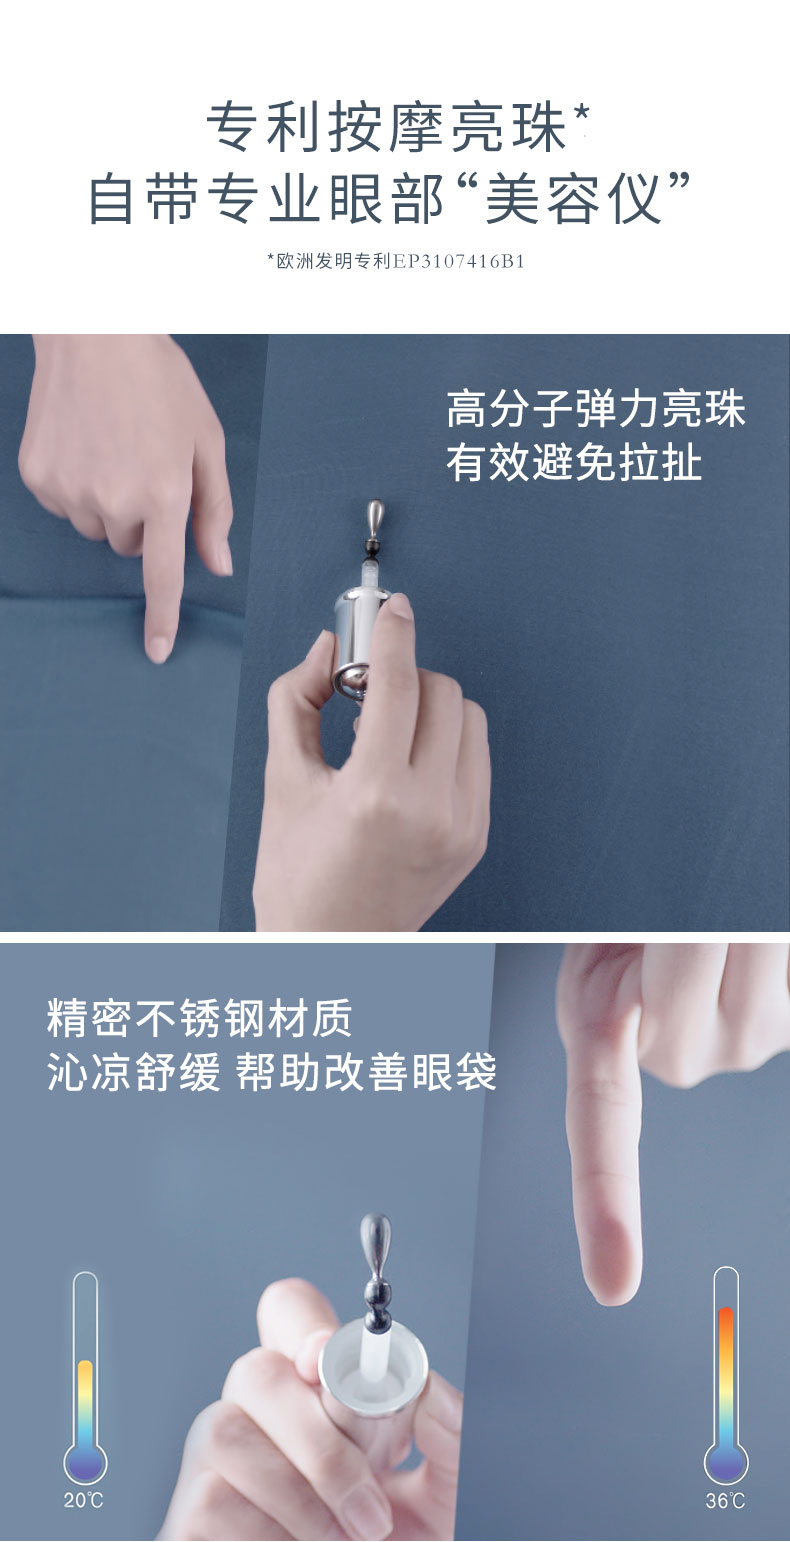 专利按摩亮珠*
自带专业眼部“美容仪”
*欧洲发明专利EP3107416B1
高分子弹力亮珠
有效避免拉扯
精密不锈钢材质
沁凉舒缓 帮助改善眼袋
20℃
36℃